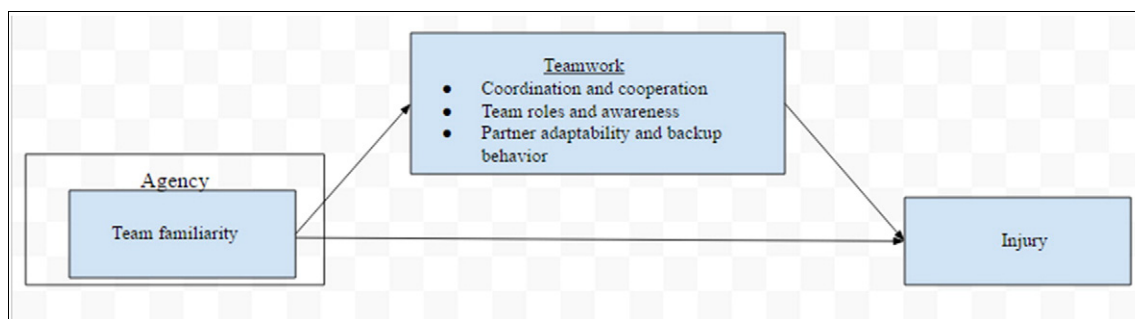 Teamwork
● Coordination and cooperation
● Team roles and awareness
● Partner adaptability and backup
behavior
Agency
Team familiarity
Injury